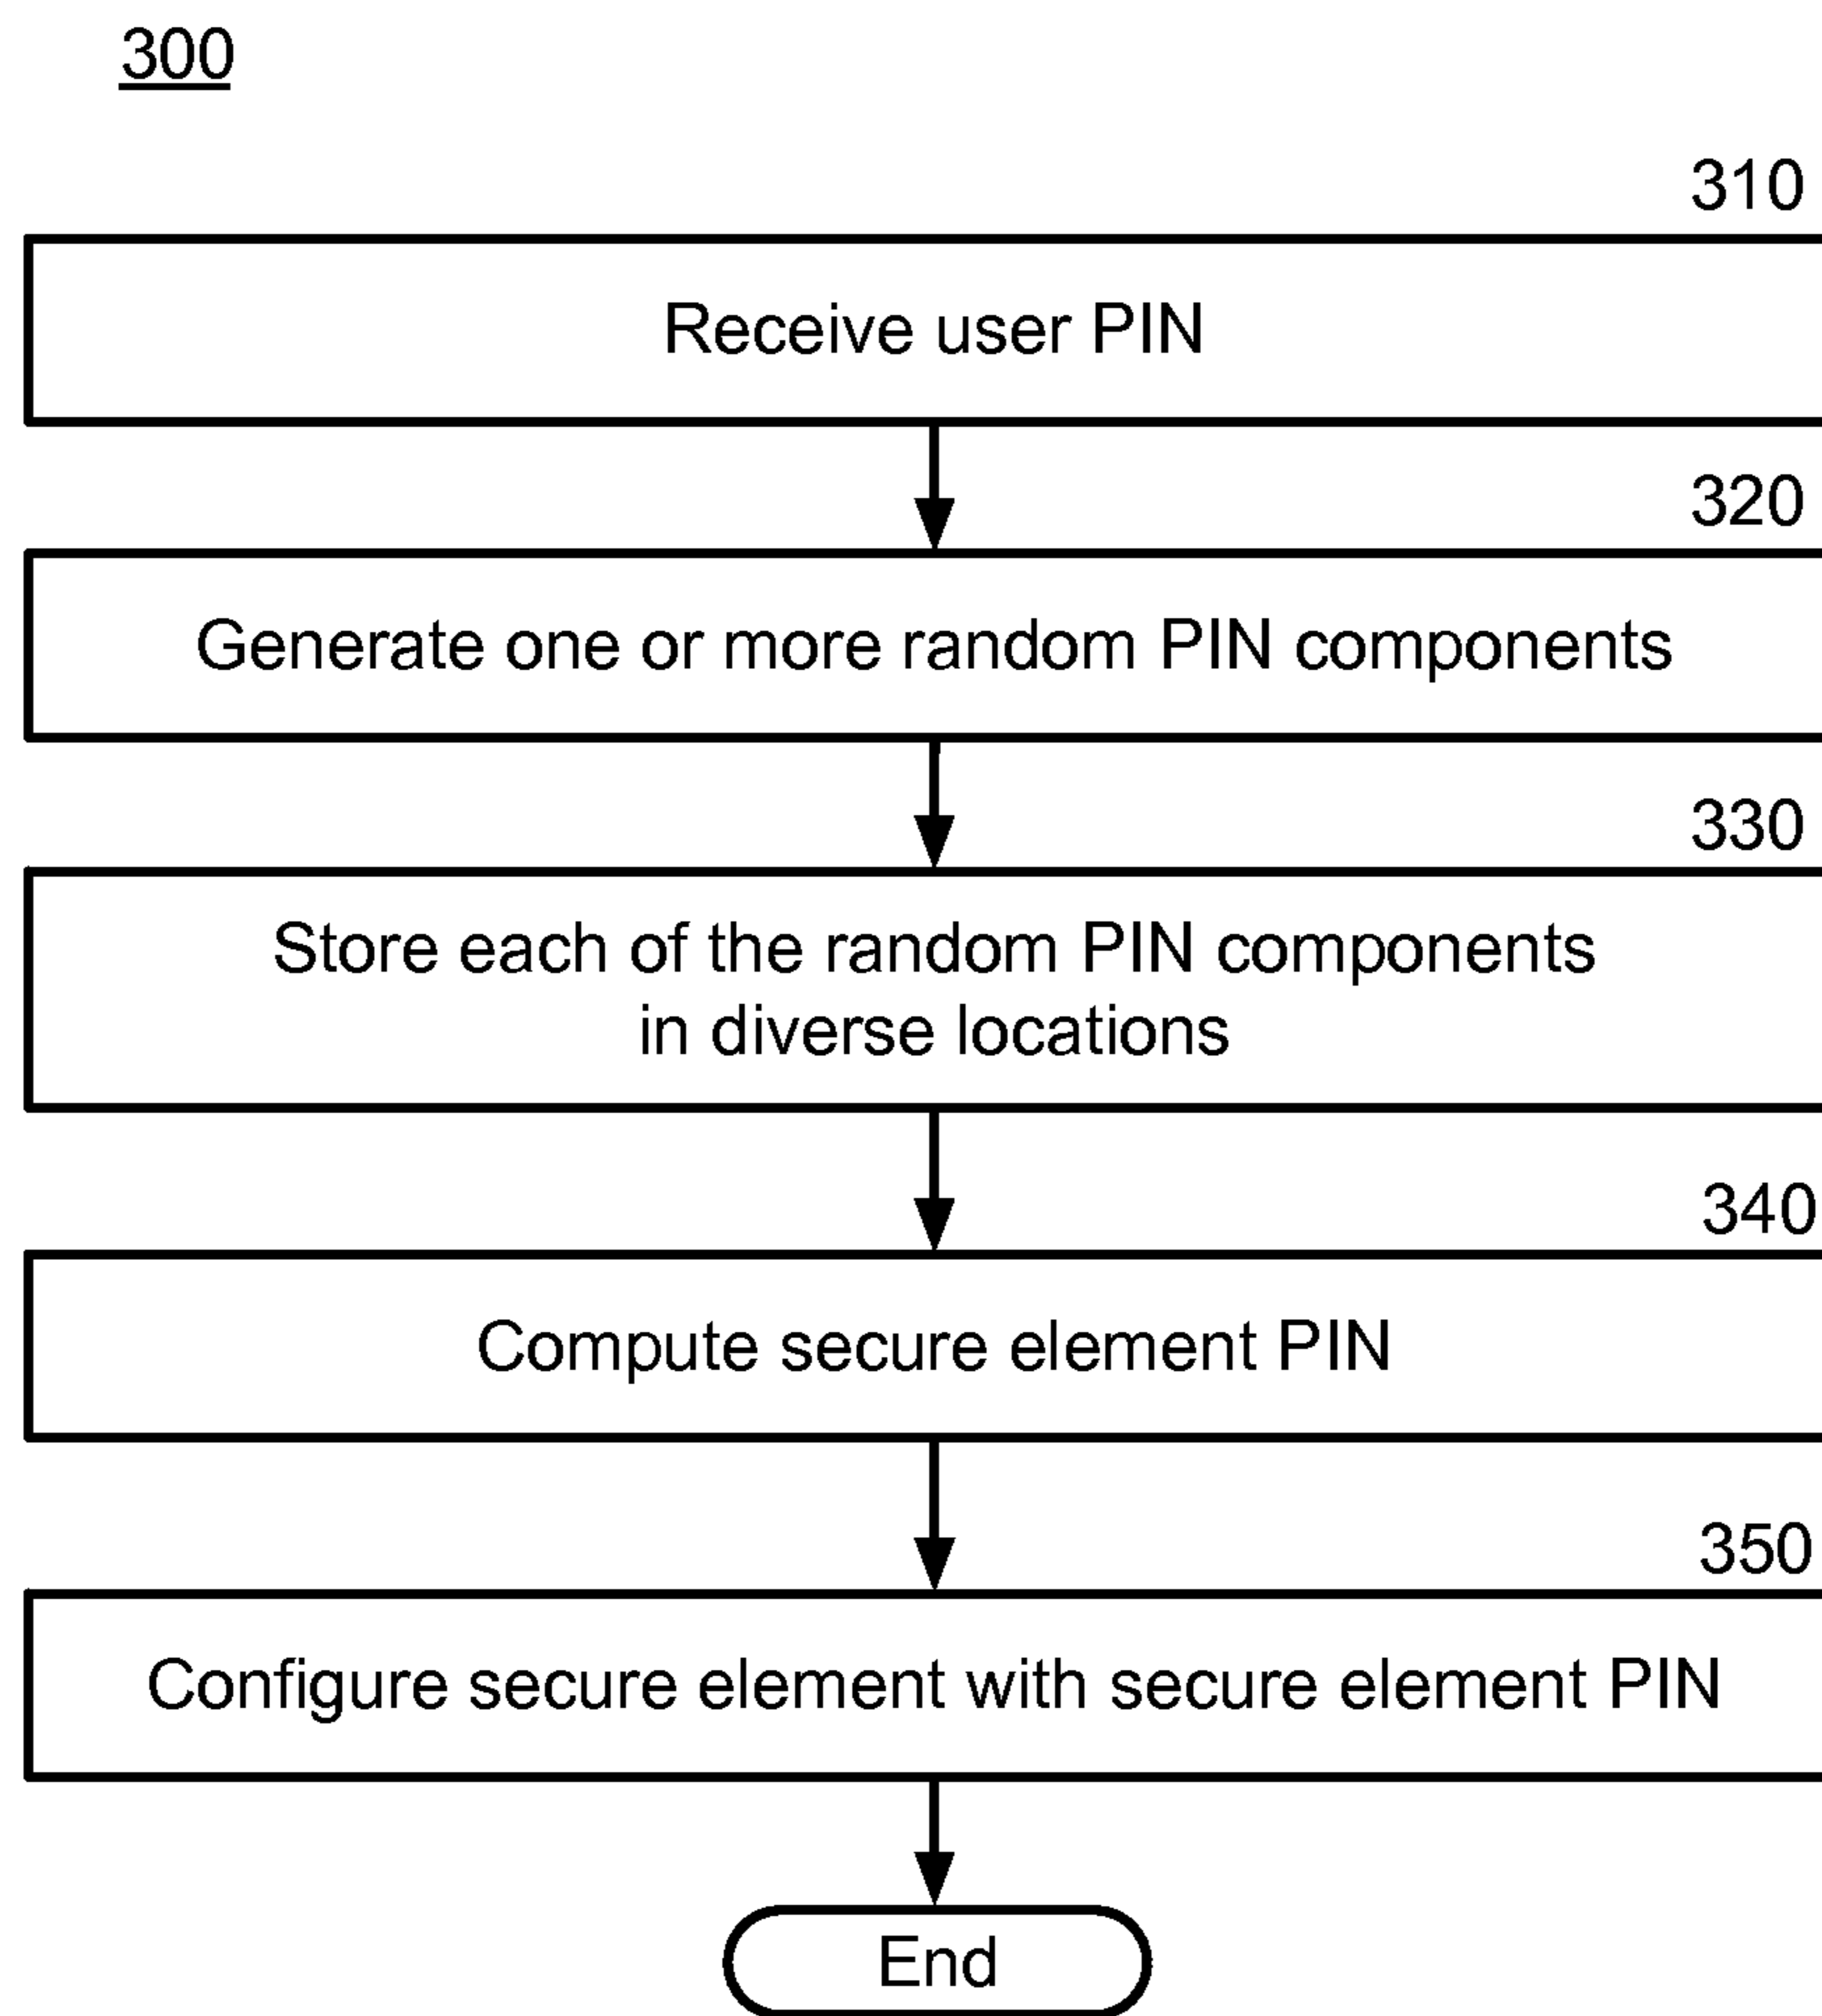 300
310
Receive user PIN
320
Generate one or more random PIN components
330
Store each of the random PIN components
in diverse locations
340
Compute secure element PIN
350
Configure secure element with secure element PIN
End